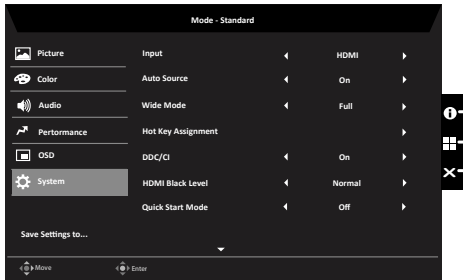 Mode - Standard
Picture
Input HDMI
Color
Auto Source On
Audio
Wide Mode Full
Pertormance
Hot Key Assignment
OSD
DDC/CI On
System
HDMI Black Level Normal
Quick Start Mode Off
Save Settings to...
Move Enter